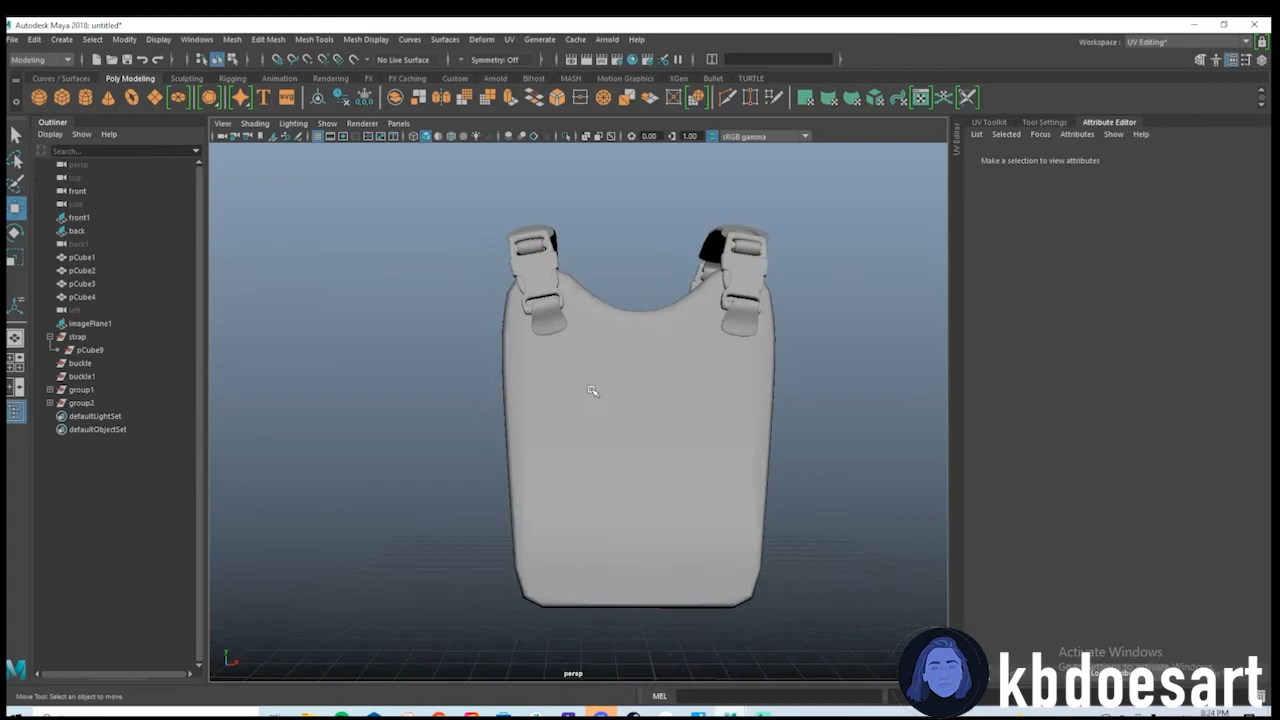 Autodesk Maya 2018: untitled*
File Edit Create Select Modify Display Windows Mesh Edit Mesh Mesh Tools Mesh Display Curves Surfaces Deform UV Generate Cache Arnold Help
Workspace : UV Editing*
Modeling No Live Surface Symmetry: Off
Curves / Surfaces Poly Modeling Sculpting Rigging Animation Rendering FX FX Caching Custom Arnold Bifrost MASH Motion Graphics XGen Bullet TURTLE
Outliner
Display Show Help
Search...
persp
top
front
side
front1
back
back1
pCube1
pCube2
pCube3
pCube4
left
imagePlane1
strap
pCube9
buckle
buckle1
group1
group2
defaultLightSet
defaultObjectSet
View Shading Lighting Show Renderer Panels
0.00 1.00 sRGB gamma
persp
UV Editor
UV Toolkit Tool Settings Attribute Editor
List Selected Focus Attributes Show Help
Make a selection to view attributes
Activate Windows
kbdoesart
Move Tool: Select an object to move.
MEL
8:24 PM